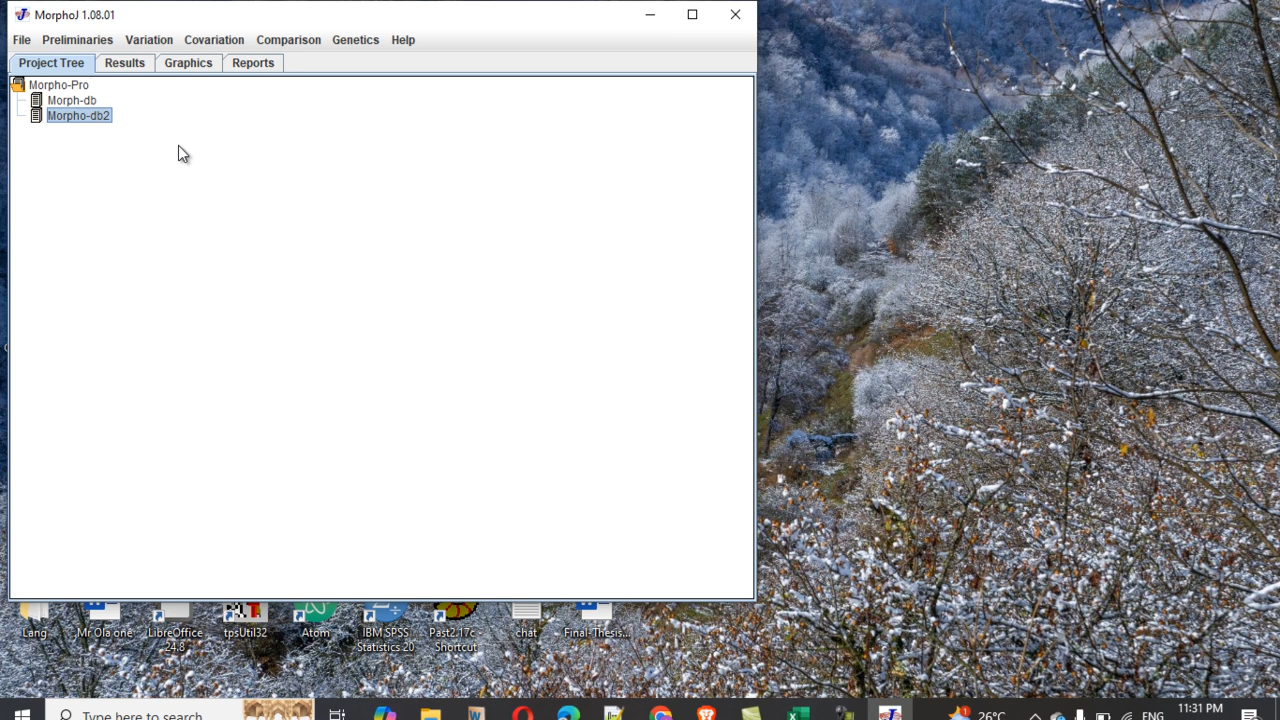 MorphoJ 1.08.01
File Preliminaries Variation Covariation Comparison Genetics Help
Project Tree Results Graphics Reports
Morpho-Pro
Morph-db
Morpho-db2
Lang Mr Ola one LibreOffice 24.8 tpsUtil32 Atom IBM SPSS Statistics 20 Past2.17c - Shortcut chat Final-Thesis...
Type here to search 26°C ENG 11:31 PM